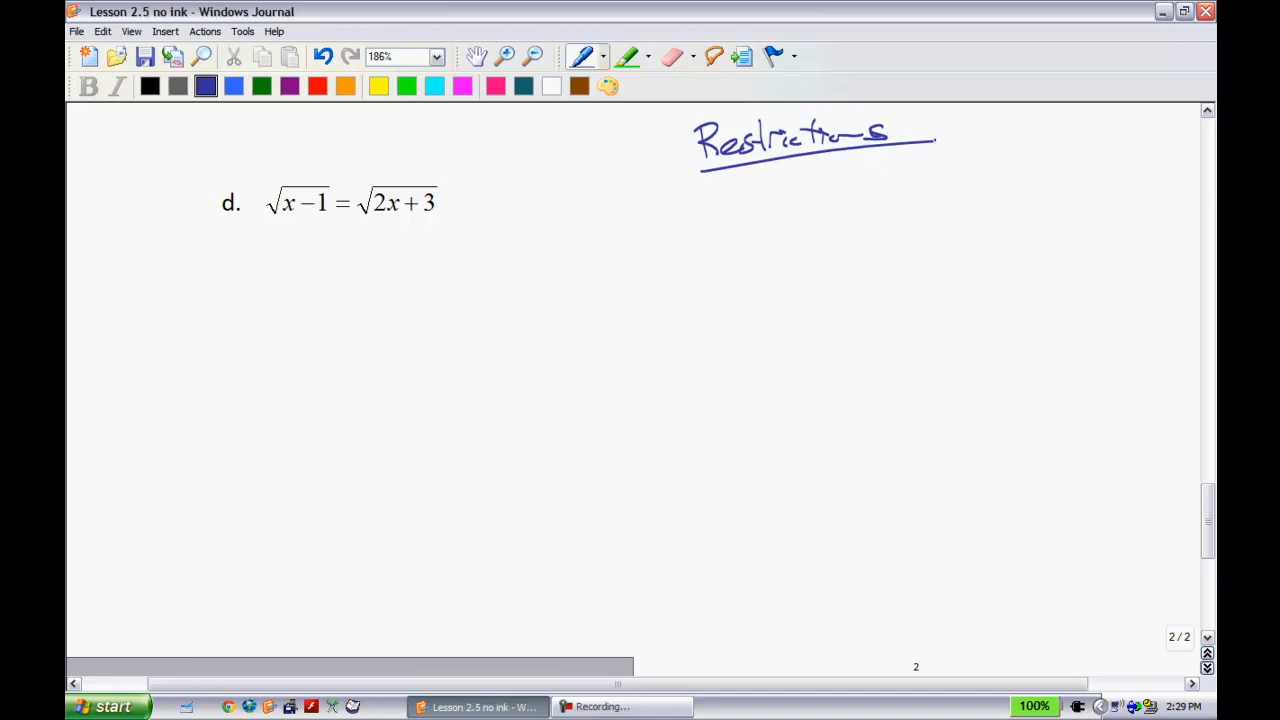 Lesson 2.5 no ink - Windows Journal
File Edit View Insert Actions Tools Help
186%
B I
Restrictions
d. √x − 1 = √2x + 3
2 / 2
2
start Lesson 2.5 no ink - W... Recording... 100% 2:29 PM